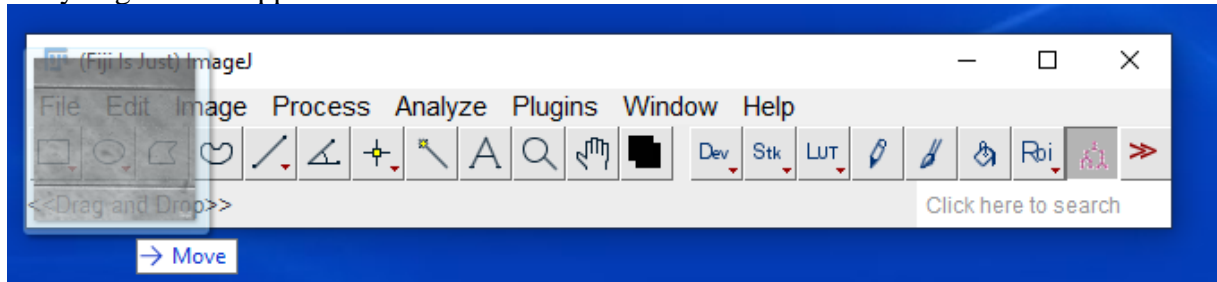 (Fiji Is Just) ImageJ
File Edit Image Process Analyze Plugins Window Help
A Dev Stk LUT Rbi >>
<<Drag and Drop>> Click here to search
→ Move